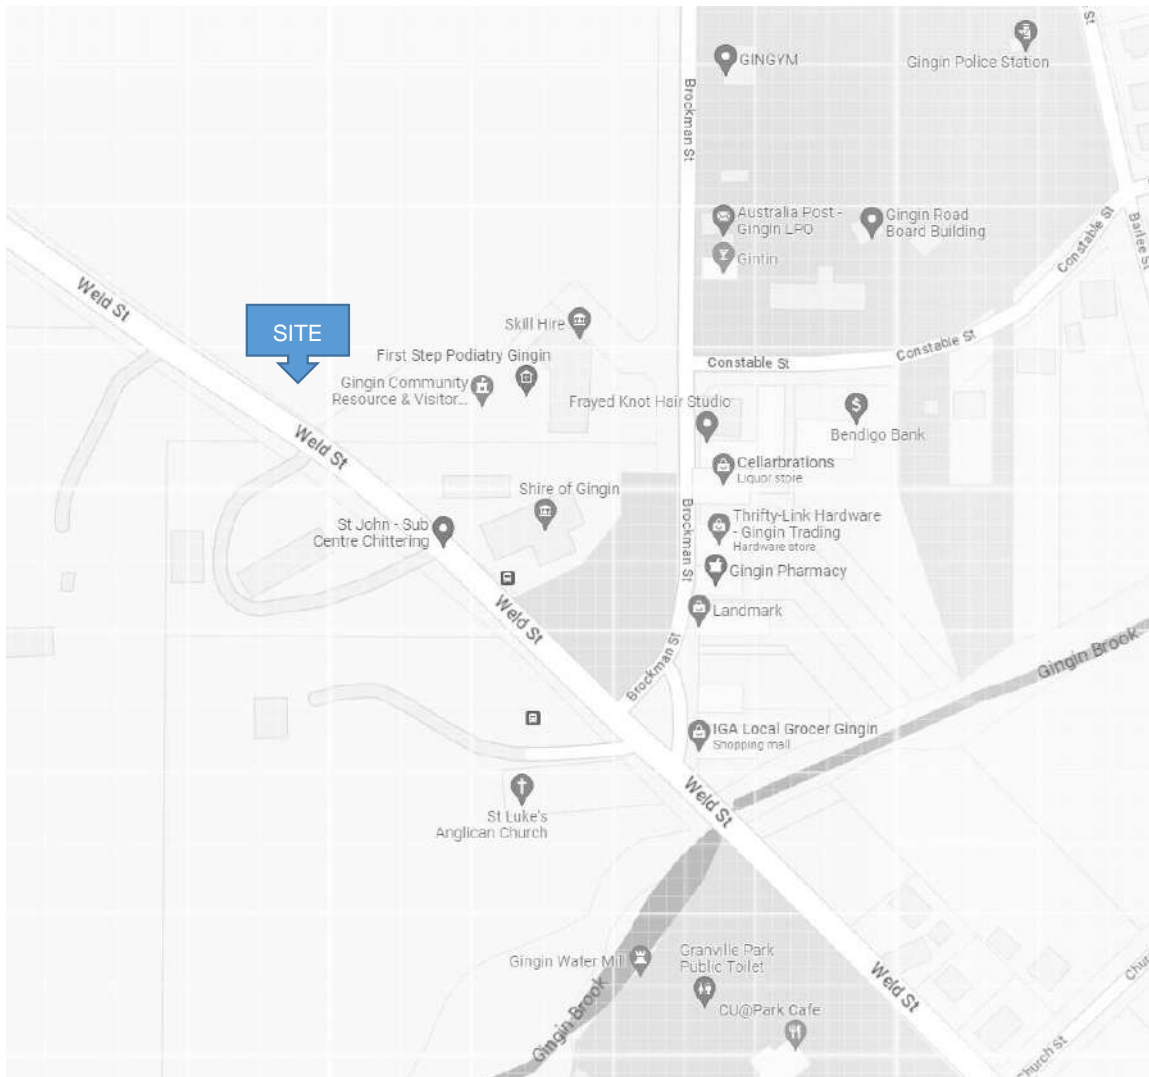 St
GINGYM
Gingin Police Station
Brockman St
Australia Post -
Gingin LPO
Gintin
Gingin Road
Board Building
Constable St
Barlee St
Weld St
SITE
Skill Hire
First Step Podiatry Gingin
Gingin Community
Resource & Visitor...
Constable St
Constable St
Frayed Knot Hair Studio
Bendigo Bank
Weld St
Cellarbrations
Liquor store
Shire of Gingin
St John - Sub
Centre Chittering
Brockman St
Thrifty-Link Hardware
- Gingin Trading
Hardware store
Gingin Pharmacy
Landmark
Weld St
Brockman St
Gingin Brook
IGA Local Grocer Gingin
Shopping mall
Weld St
St Luke's
Anglican Church
Gingin Water Mill
Granville Park
Public Toilet
CU@Park Cafe
Weld St
Gingin Brook
Church St